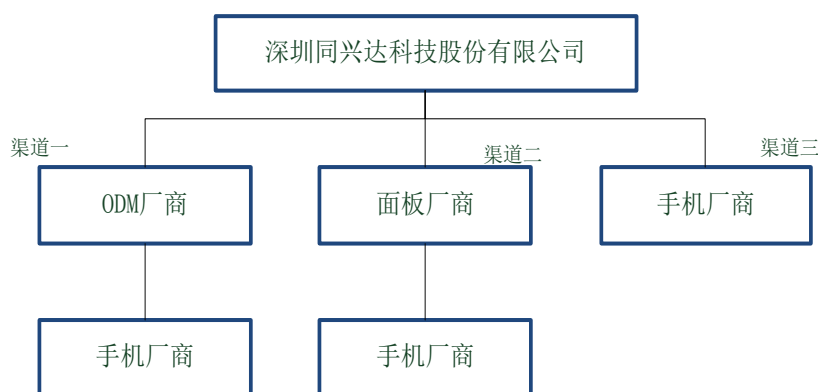 深圳同兴达科技股份有限公司
渠道一
渠道二
渠道三
ODM厂商
面板厂商
手机厂商
手机厂商
手机厂商